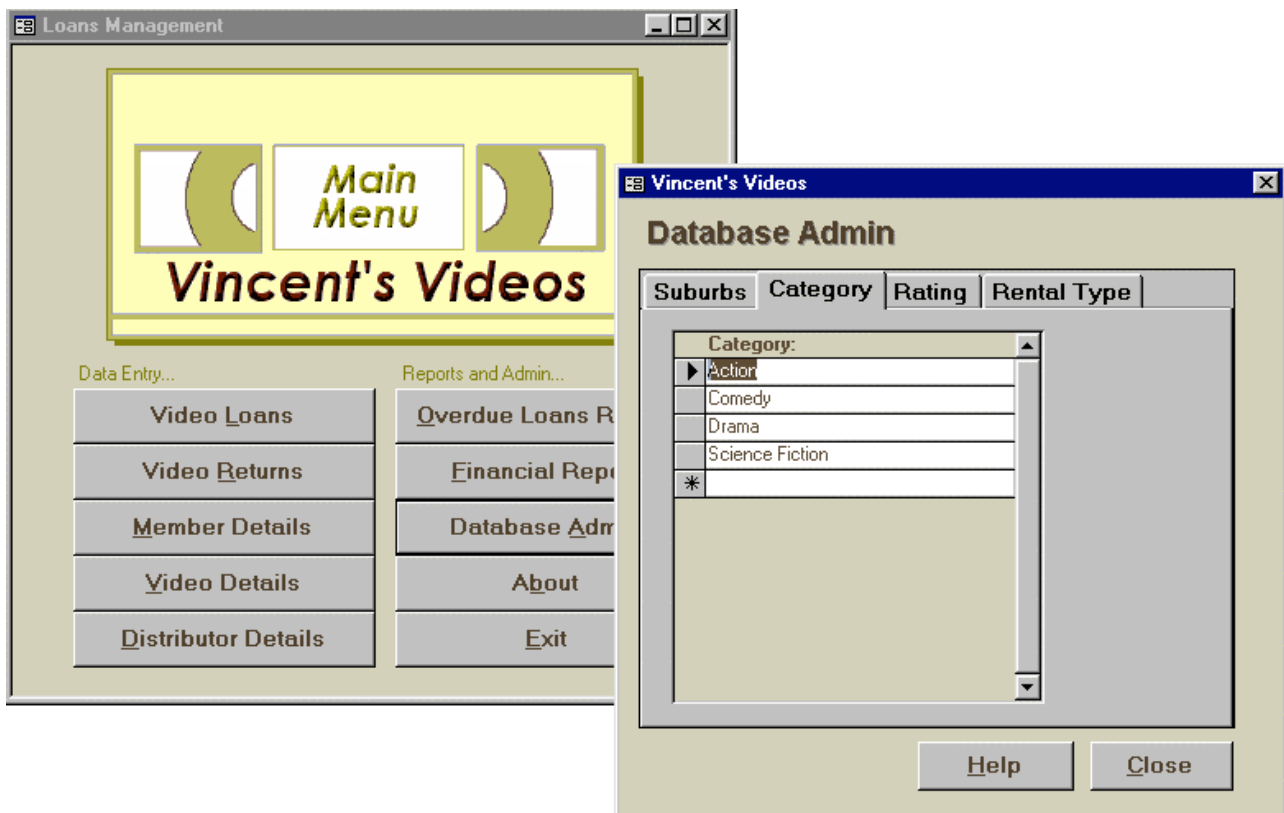 Loans Management
Main
Menu
Vincent's Videos
Data Entry...
Video Loans
Video Returns
Member Details
Video Details
Distributor Details
Reports and Admin...
Overdue Loans
Financial
Database
About
Exit
Vincent's Videos
Database Admin
Suburbs Category Rating Rental Type
Category:
Action
Comedy
Drama
Science Fiction
Help Close